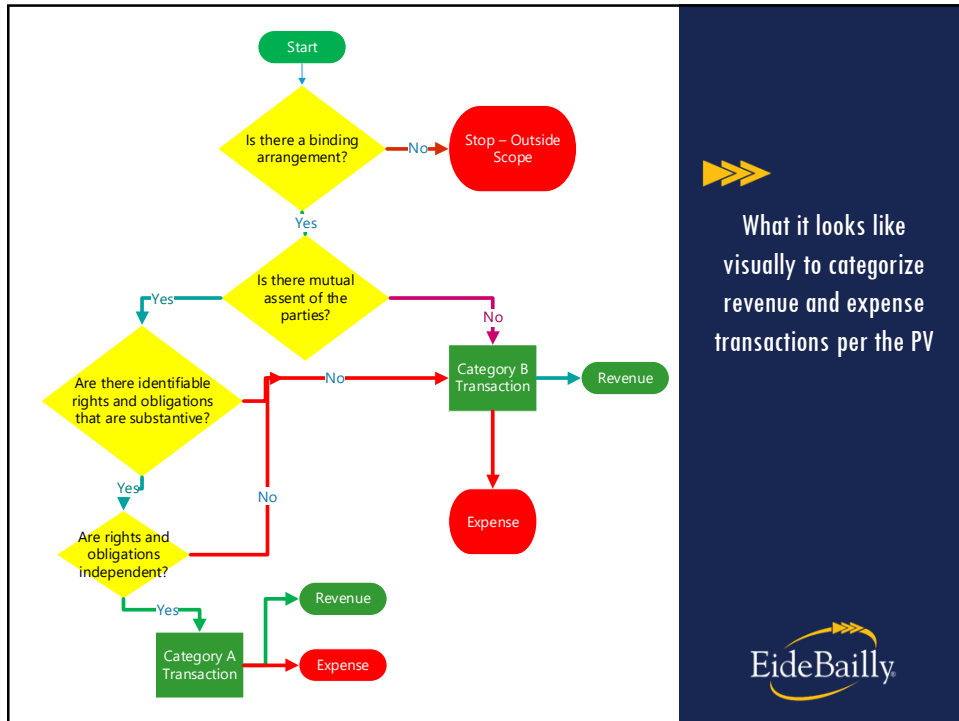 Start
Is there a binding
arrangement?
No
Stop – Outside
Scope
Yes
Is there mutual
assent of the
parties?
Yes
No
Are there identifiable
rights and obligations
that are substantive?
No
Category B
Transaction
Revenue
Yes
No
Expense
Are rights and
obligations
independent?
Yes
Revenue
Category A
Transaction
Expense
What it looks like
visually to categorize
revenue and expense
transactions per the PV
EideBailly®